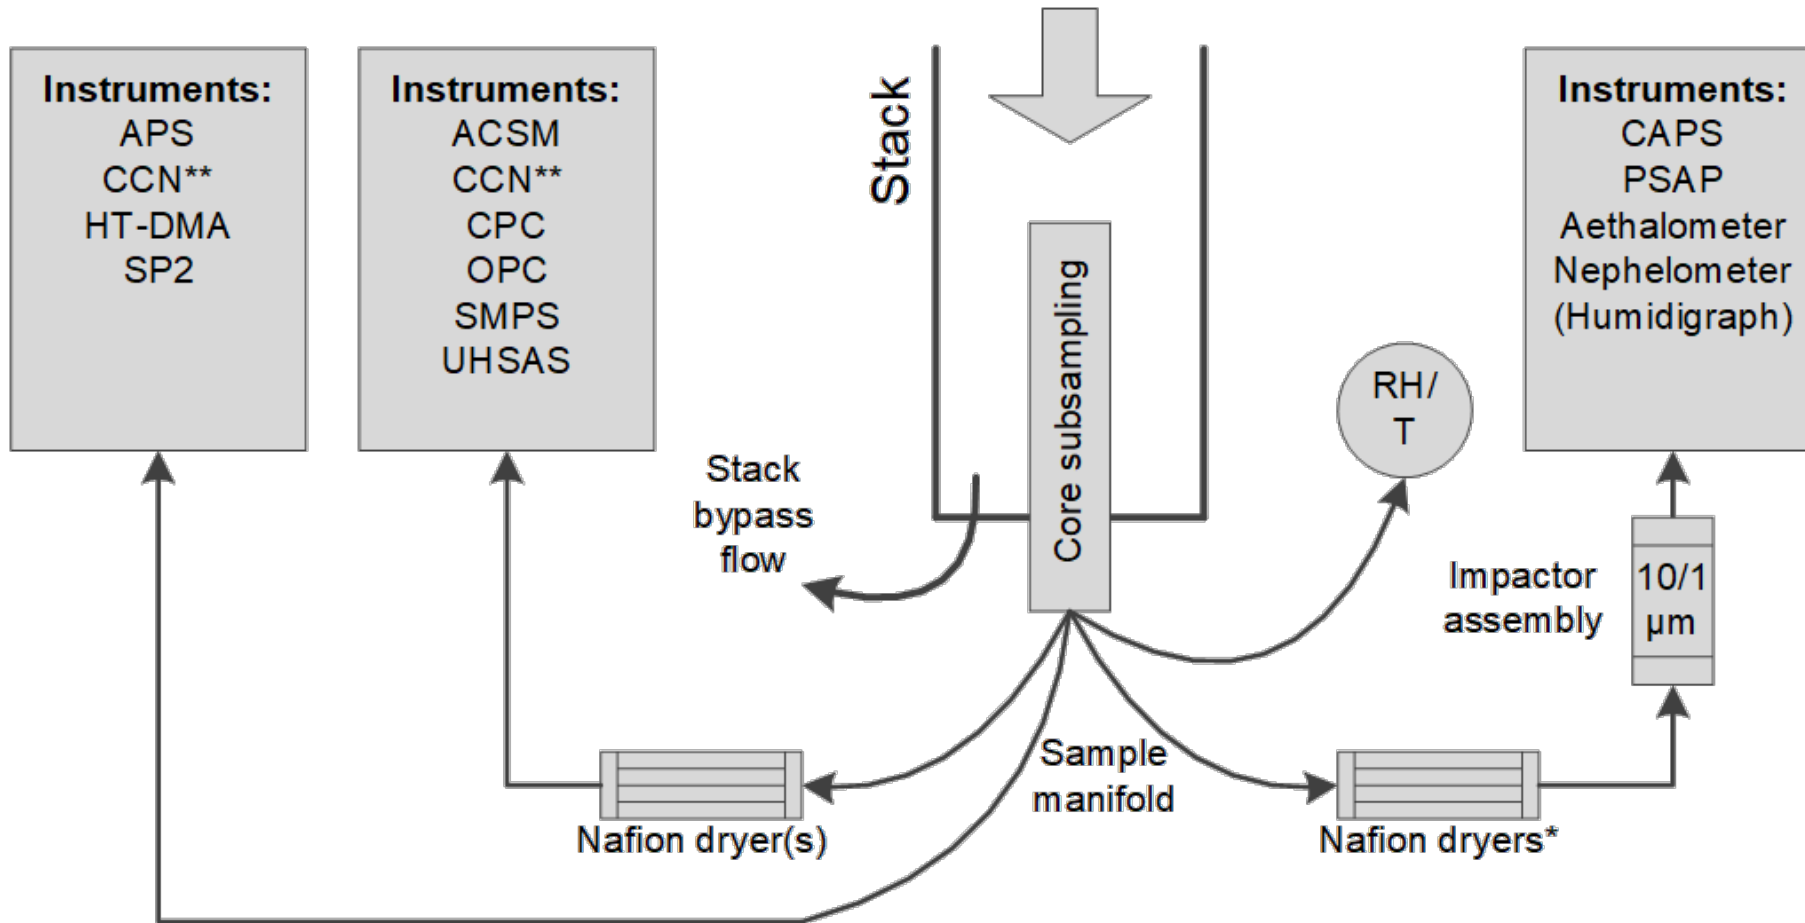 Instruments:
APS
CCN**
HT-DMA
SP2
Instruments:
ACSM
CCN**
CPC
OPC
SMPS
UHSAS
Stack
Core subsampling
Stack
bypass
flow
RH/
T
Instruments:
CAPS
PSAP
Aethalometer
Nephelometer
(Humidigraph)
Impactor
assembly
10/1
μm
Sample
manifold
Nafion dryer(s)
Nafion dryers*